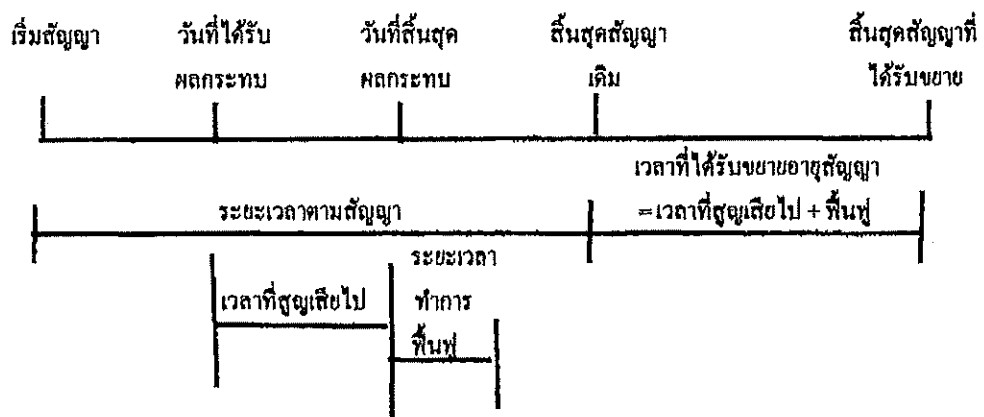 เริ่มสัญญา วันที่ได้รับ วันที่สิ้นสุด สิ้นสุดสัญญา สิ้นสุดสัญญาที่
ผลกระทบ ผลกระทบ เดิม ได้รับขยาย
เวลาที่ได้รับขยายอายุสัญญา
ระยะเวลาตามสัญญา =เวลาที่สูญเสียไป + ฟื้นฟู
ระยะเวลา
เวลาที่สูญเสียไป ทำการ
ฟื้นฟู